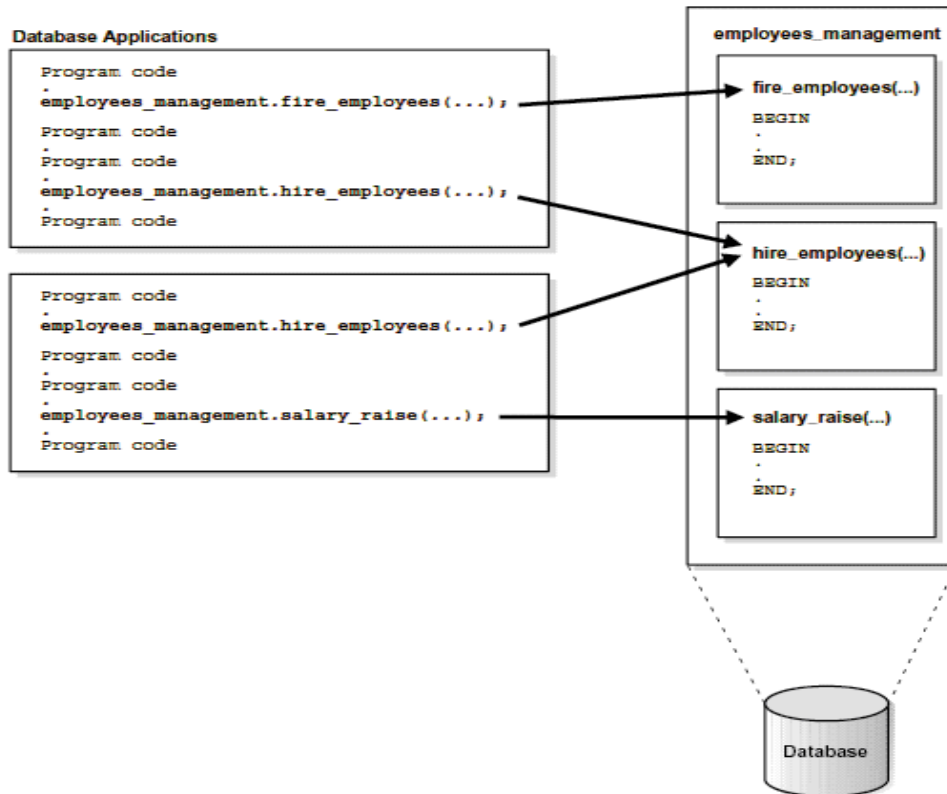 Database Applications
Program code
.
employees_management.fire_employees(...);
Program code
.
Program code
.
employees_management.hire_employees(...);
.
Program code
Program code
.
employees_management.hire_employees(...);
Program code
.
Program code
.
employees_management.salary_raise(...);
.
Program code
employees_management
fire_employees(...)
BEGIN
.
.
END;
hire_employees(...)
BEGIN
.
.
END;
salary_raise(...)
BEGIN
.
.
END;
Database